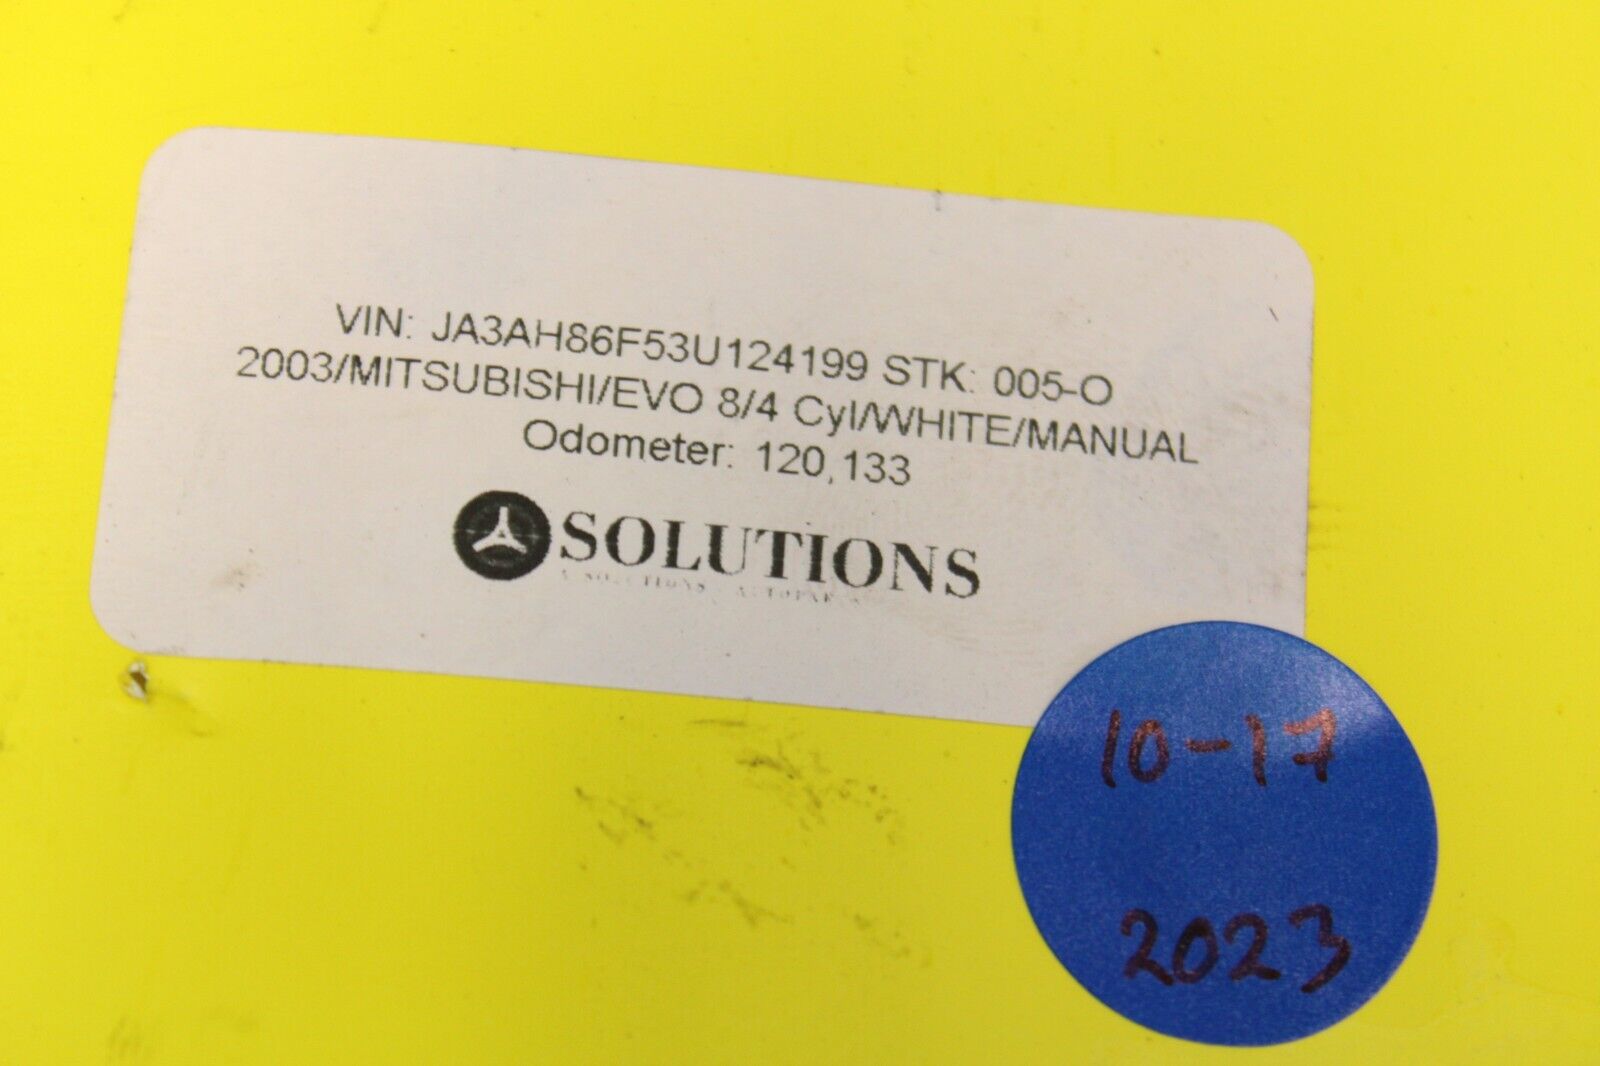 VIN: JA3AH86F53U124199 STK: 005-O
2003/MITSUBISHI/EVO 8/4 Cyl/WHITE/MANUAL
Odometer: 120,133
SOLUTIONS
10-17
2023